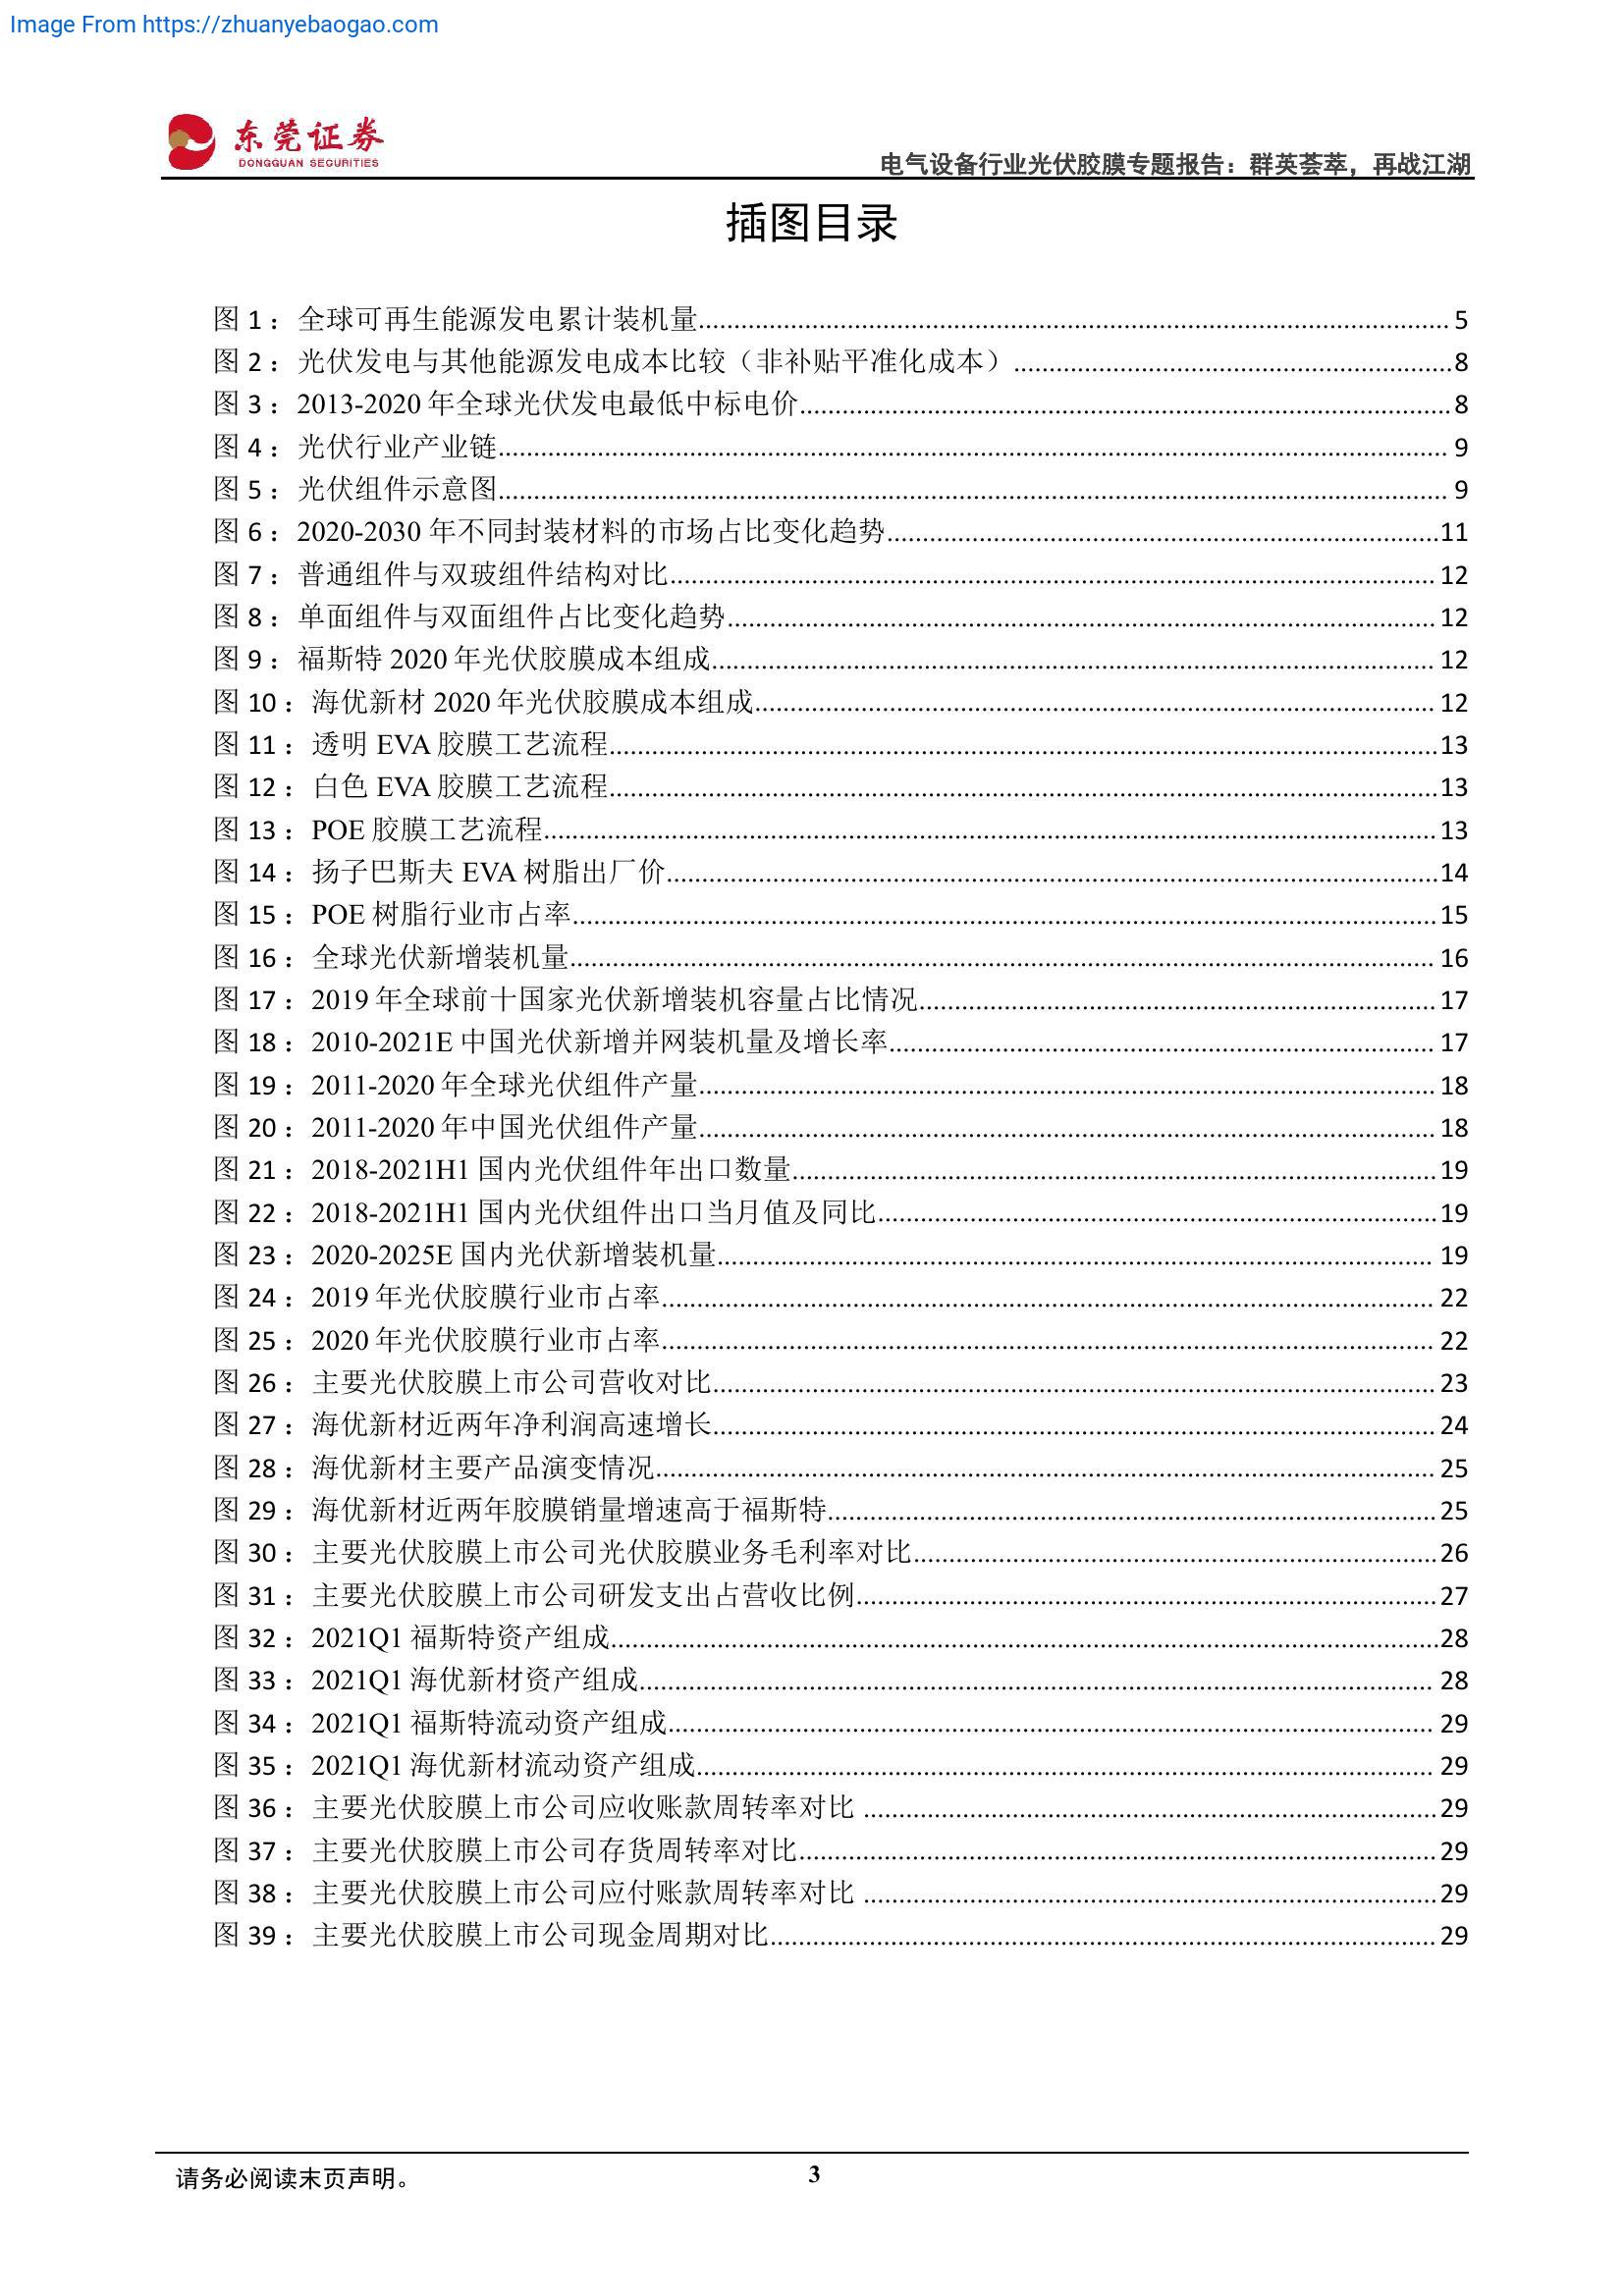 Image From https://zhuanyebaogao.com
东莞证券
DONGGUAN SECURITIES
电气设备行业光伏胶膜专题报告：群英荟萃，再战江湖
插图目录
图 1：全球可再生能源发电累计装机量 5
图 2：光伏发电与其他能源发电成本比较（非补贴平准化成本） 8
图 3：2013-2020 年全球光伏发电最低中标电价 8
图 4：光伏行业产业链 9
图 5：光伏组件示意图 9
图 6：2020-2030 年不同封装材料的市场占比变化趋势 11
图 7：普通组件与双玻组件结构对比 12
图 8：单面组件与双面组件占比变化趋势 12
图 9：福斯特 2020 年光伏胶膜成本组成 12
图 10：海优新材 2020 年光伏胶膜成本组成 12
图 11：透明 EVA 胶膜工艺流程 13
图 12：白色 EVA 胶膜工艺流程 13
图 13：POE 胶膜工艺流程 13
图 14：扬子巴斯夫 EVA 树脂出厂价 14
图 15：POE 树脂行业市占率 15
图 16：全球光伏新增装机量 16
图 17：2019 年全球前十国家光伏新增装机容量占比情况 17
图 18：2010-2021E 中国光伏新增并网装机量及增长率 17
图 19：2011-2020 年全球光伏组件产量 18
图 20：2011-2020 年中国光伏组件产量 18
图 21：2018-2021H1 国内光伏组件年出口数量 19
图 22：2018-2021H1 国内光伏组件出口当月值及同比 19
图 23：2020-2025E 国内光伏新增装机量 19
图 24：2019 年光伏胶膜行业市占率 22
图 25：2020 年光伏胶膜行业市占率 22
图 26：主要光伏胶膜上市公司营收对比 23
图 27：海优新材近两年净利润高速增长 24
图 28：海优新材主要产品演变情况 25
图 29：海优新材近两年胶膜销量增速高于福斯特 25
图 30：主要光伏胶膜上市公司光伏胶膜业务毛利率对比 26
图 31：主要光伏胶膜上市公司研发支出占营收比例 27
图 32：2021Q1 福斯特资产组成 28
图 33：2021Q1 海优新材资产组成 28
图 34：2021Q1 福斯特流动资产组成 29
图 35：2021Q1 海优新材流动资产组成 29
图 36：主要光伏胶膜上市公司应收账款周转率对比 29
图 37：主要光伏胶膜上市公司存货周转率对比 29
图 38：主要光伏胶膜上市公司应付账款周转率对比 29
图 39：主要光伏胶膜上市公司现金周期对比 29
请务必阅读末页声明。
3